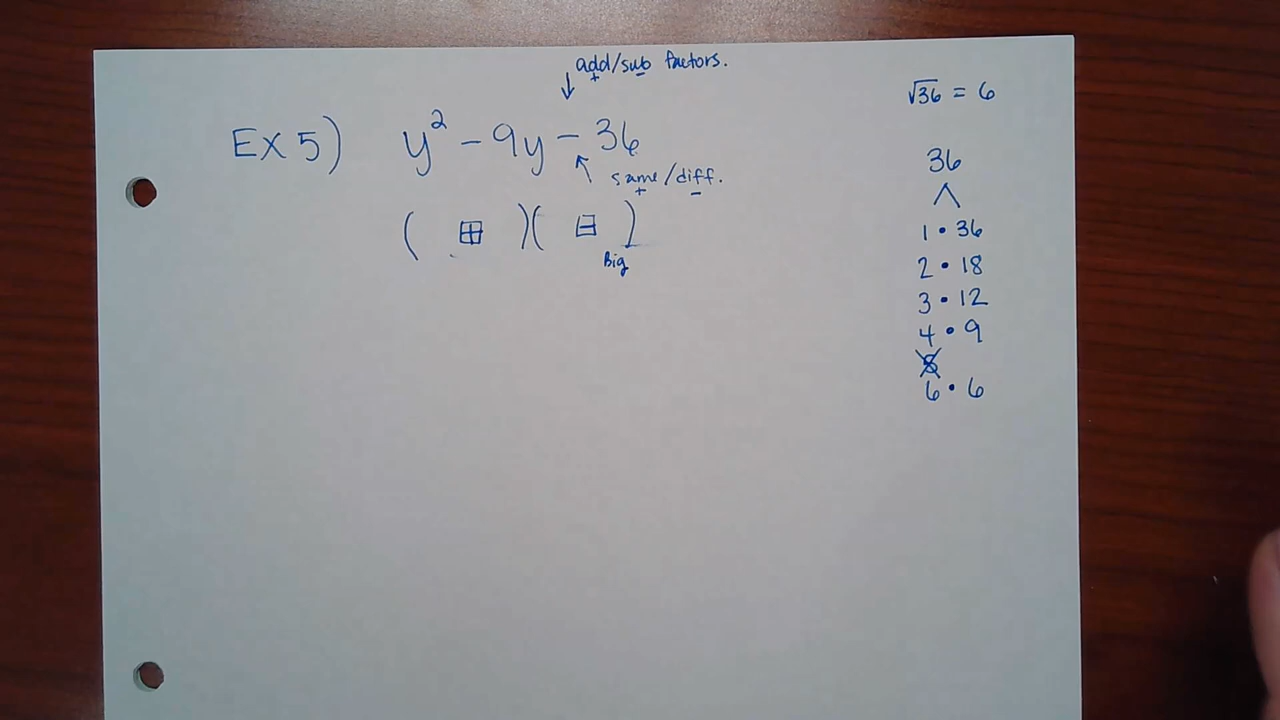 add/sub factors.
+ -
↓
EX 5) y² - 9y - 36
↖ same/diff.
+ -
( ⊞ )( ⊟ )
Big
√36 = 6
36
∧
1 • 36
2 • 18
3 • 12
4 • 9
6 • 6